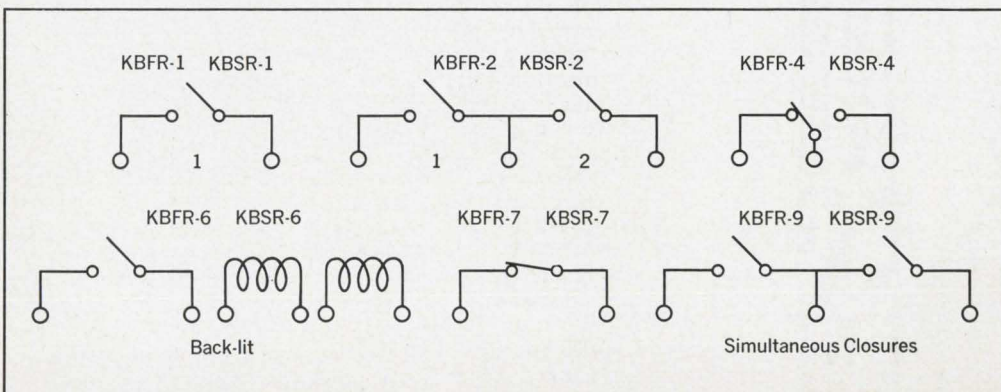 KBFR-1 KBSR-1
KBFR-2 KBSR-2
KBFR-4 KBSR-4
1
1 2
KBFR-6 KBSR-6
KBFR-7 KBSR-7
KBFR-9 KBSR-9
Back-lit
Simultaneous Closures